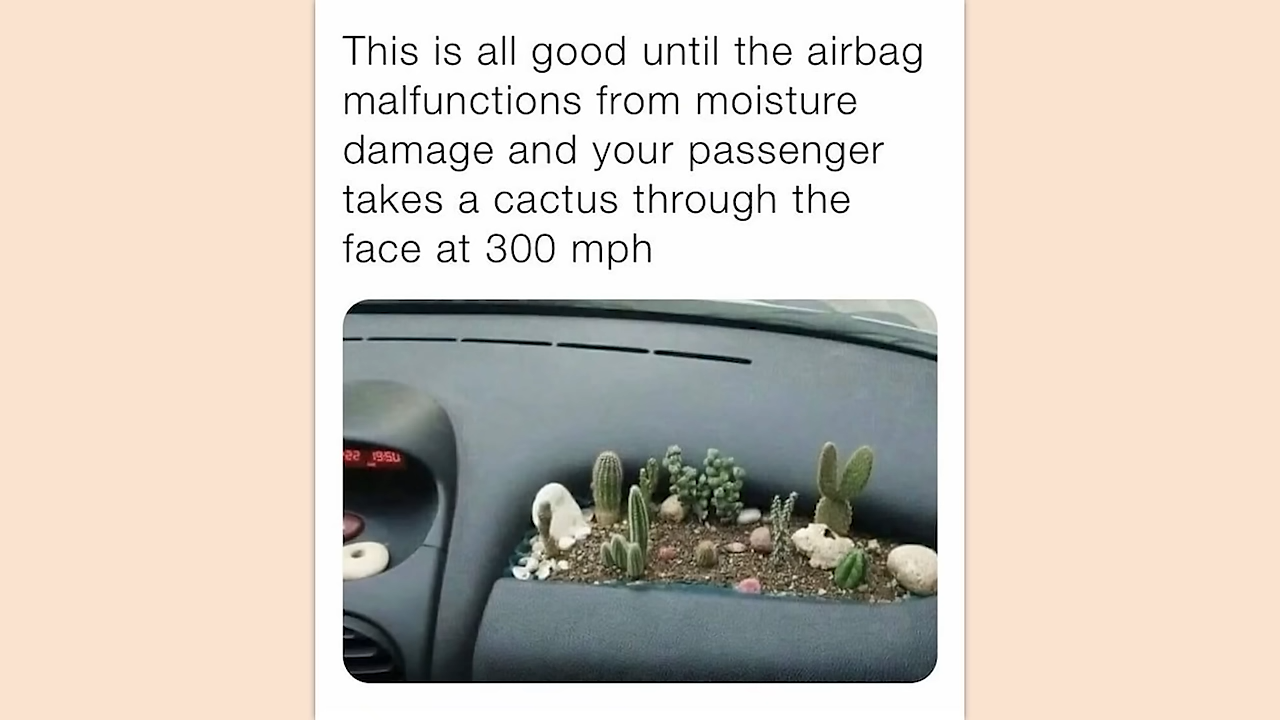 This is all good until the airbag
malfunctions from moisture
damage and your passenger
takes a cactus through the
face at 300 mph